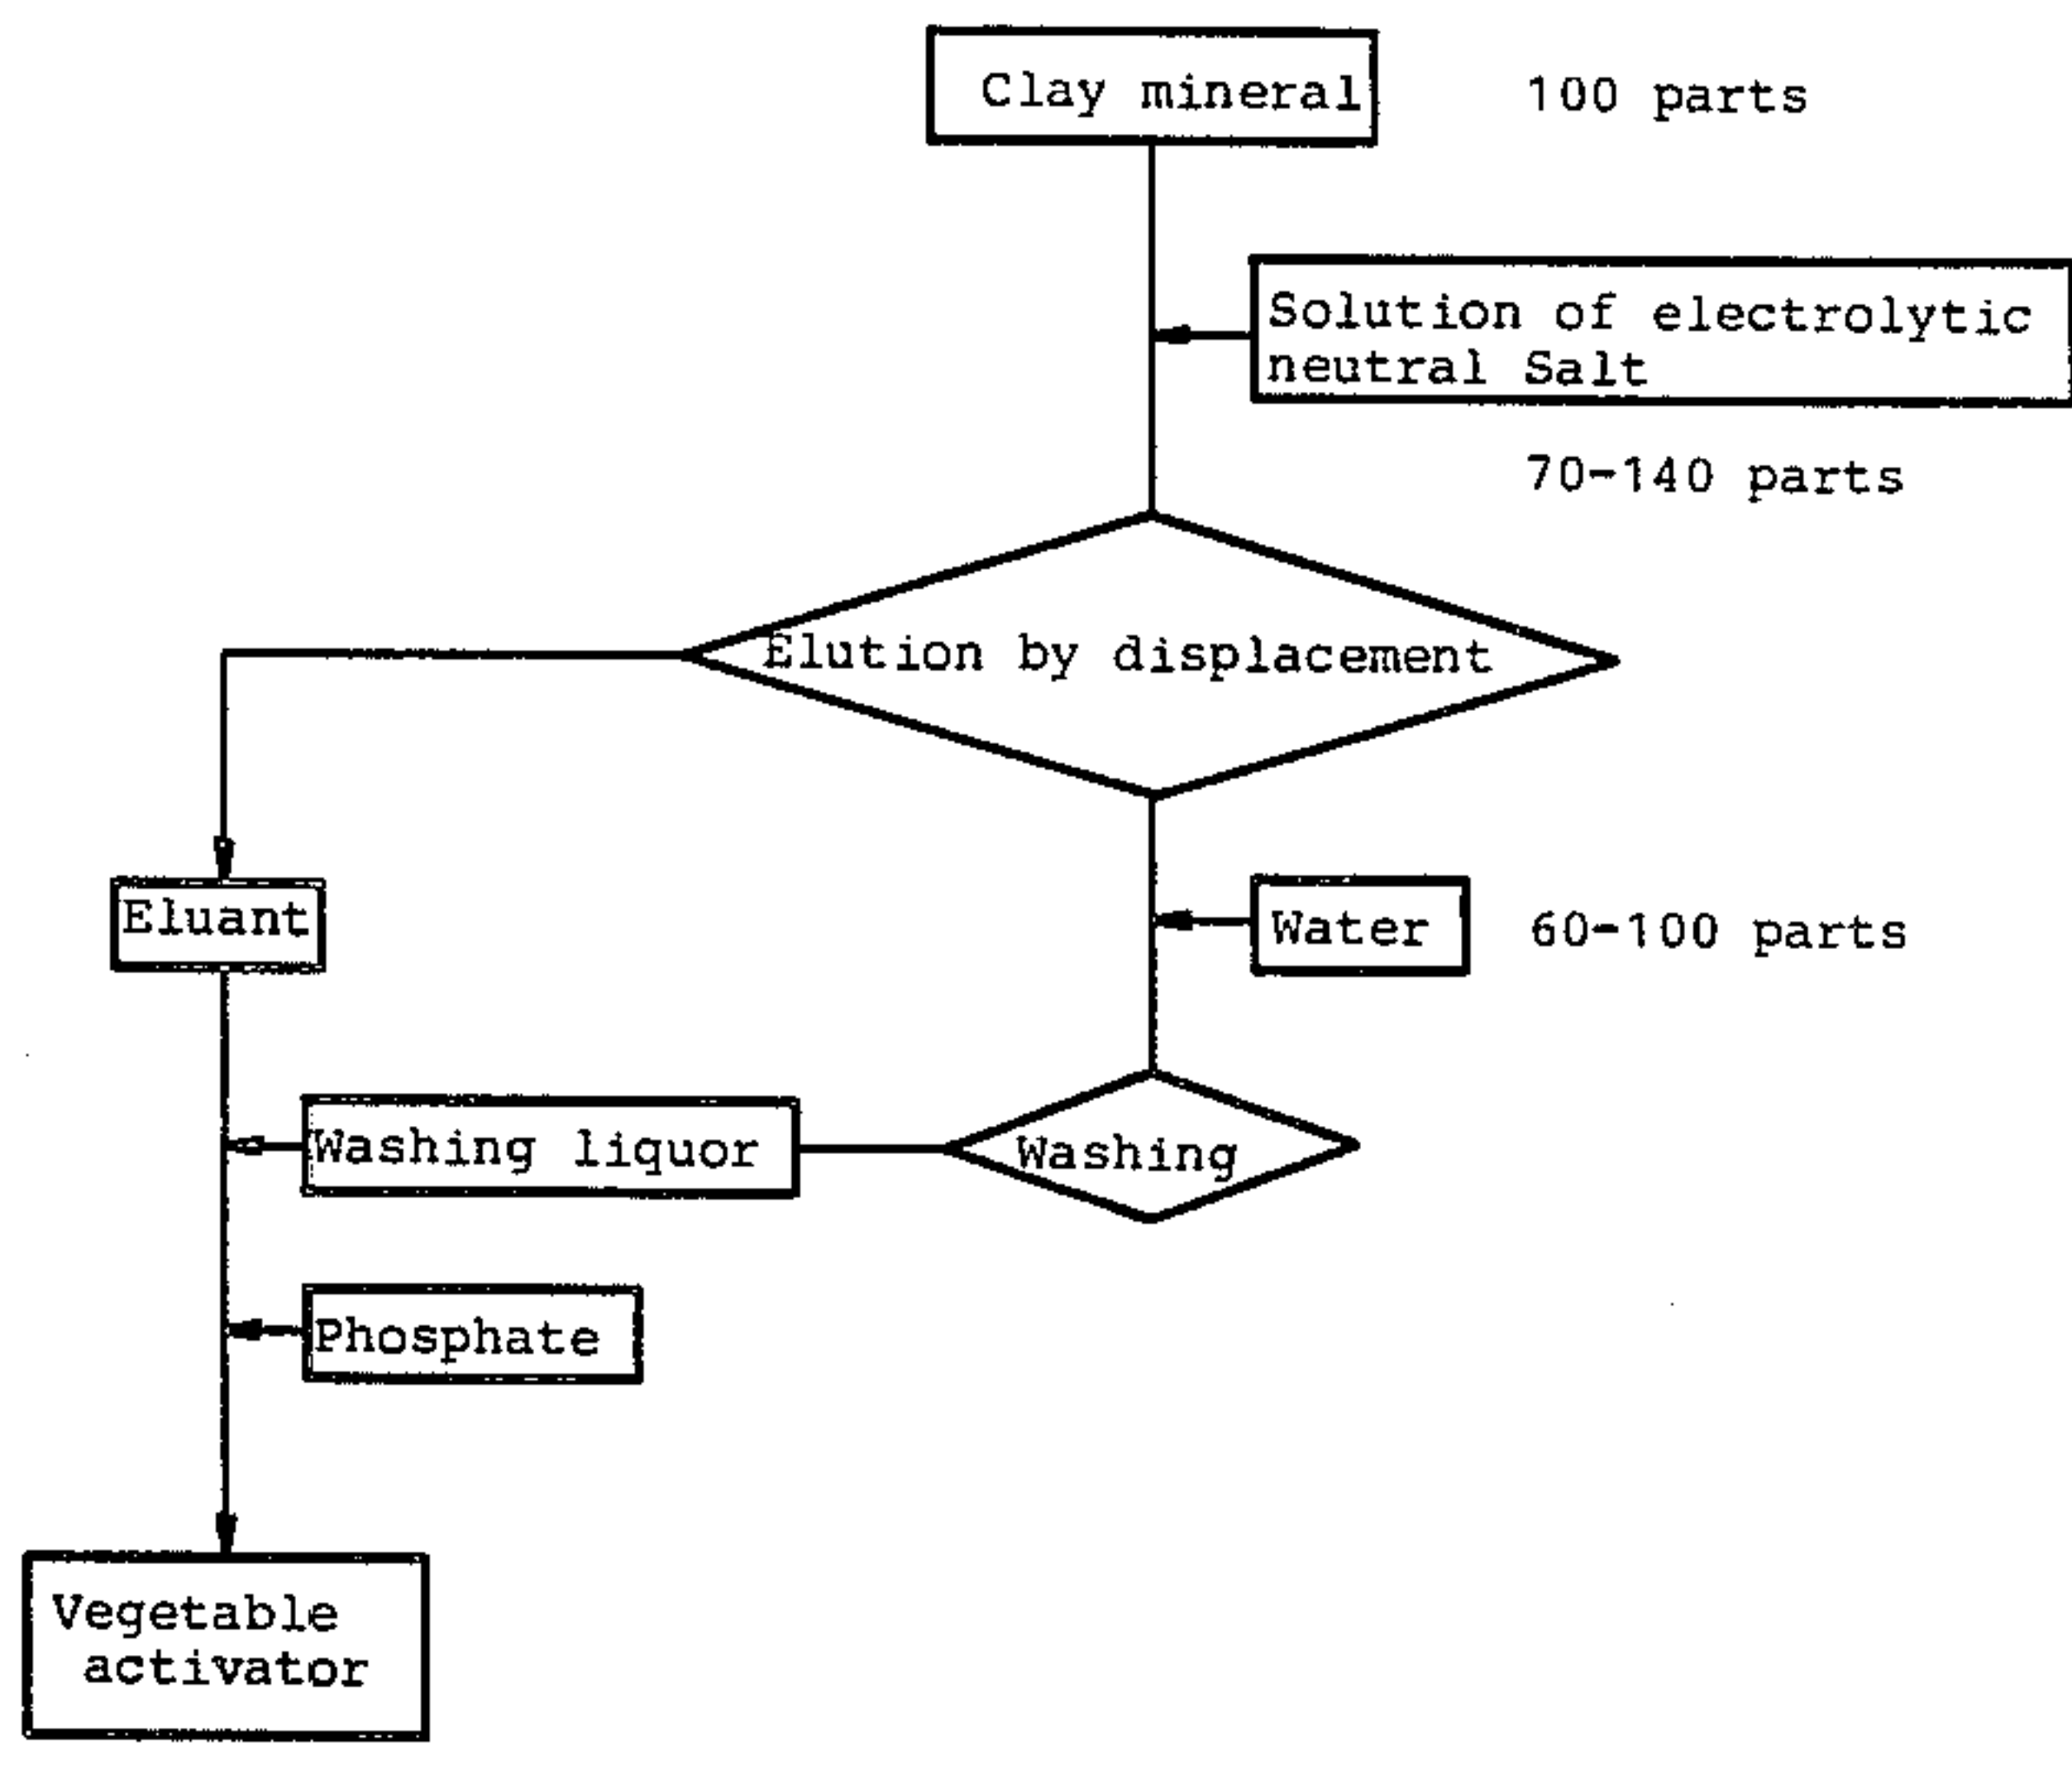 Clay mineral
100 parts
Solution of electrolytic
neutral Salt
70-140 parts
Elution by displacement
Eluant
Water
60-100 parts
Washing liquor
Washing
Phosphate
Vegetable
activator